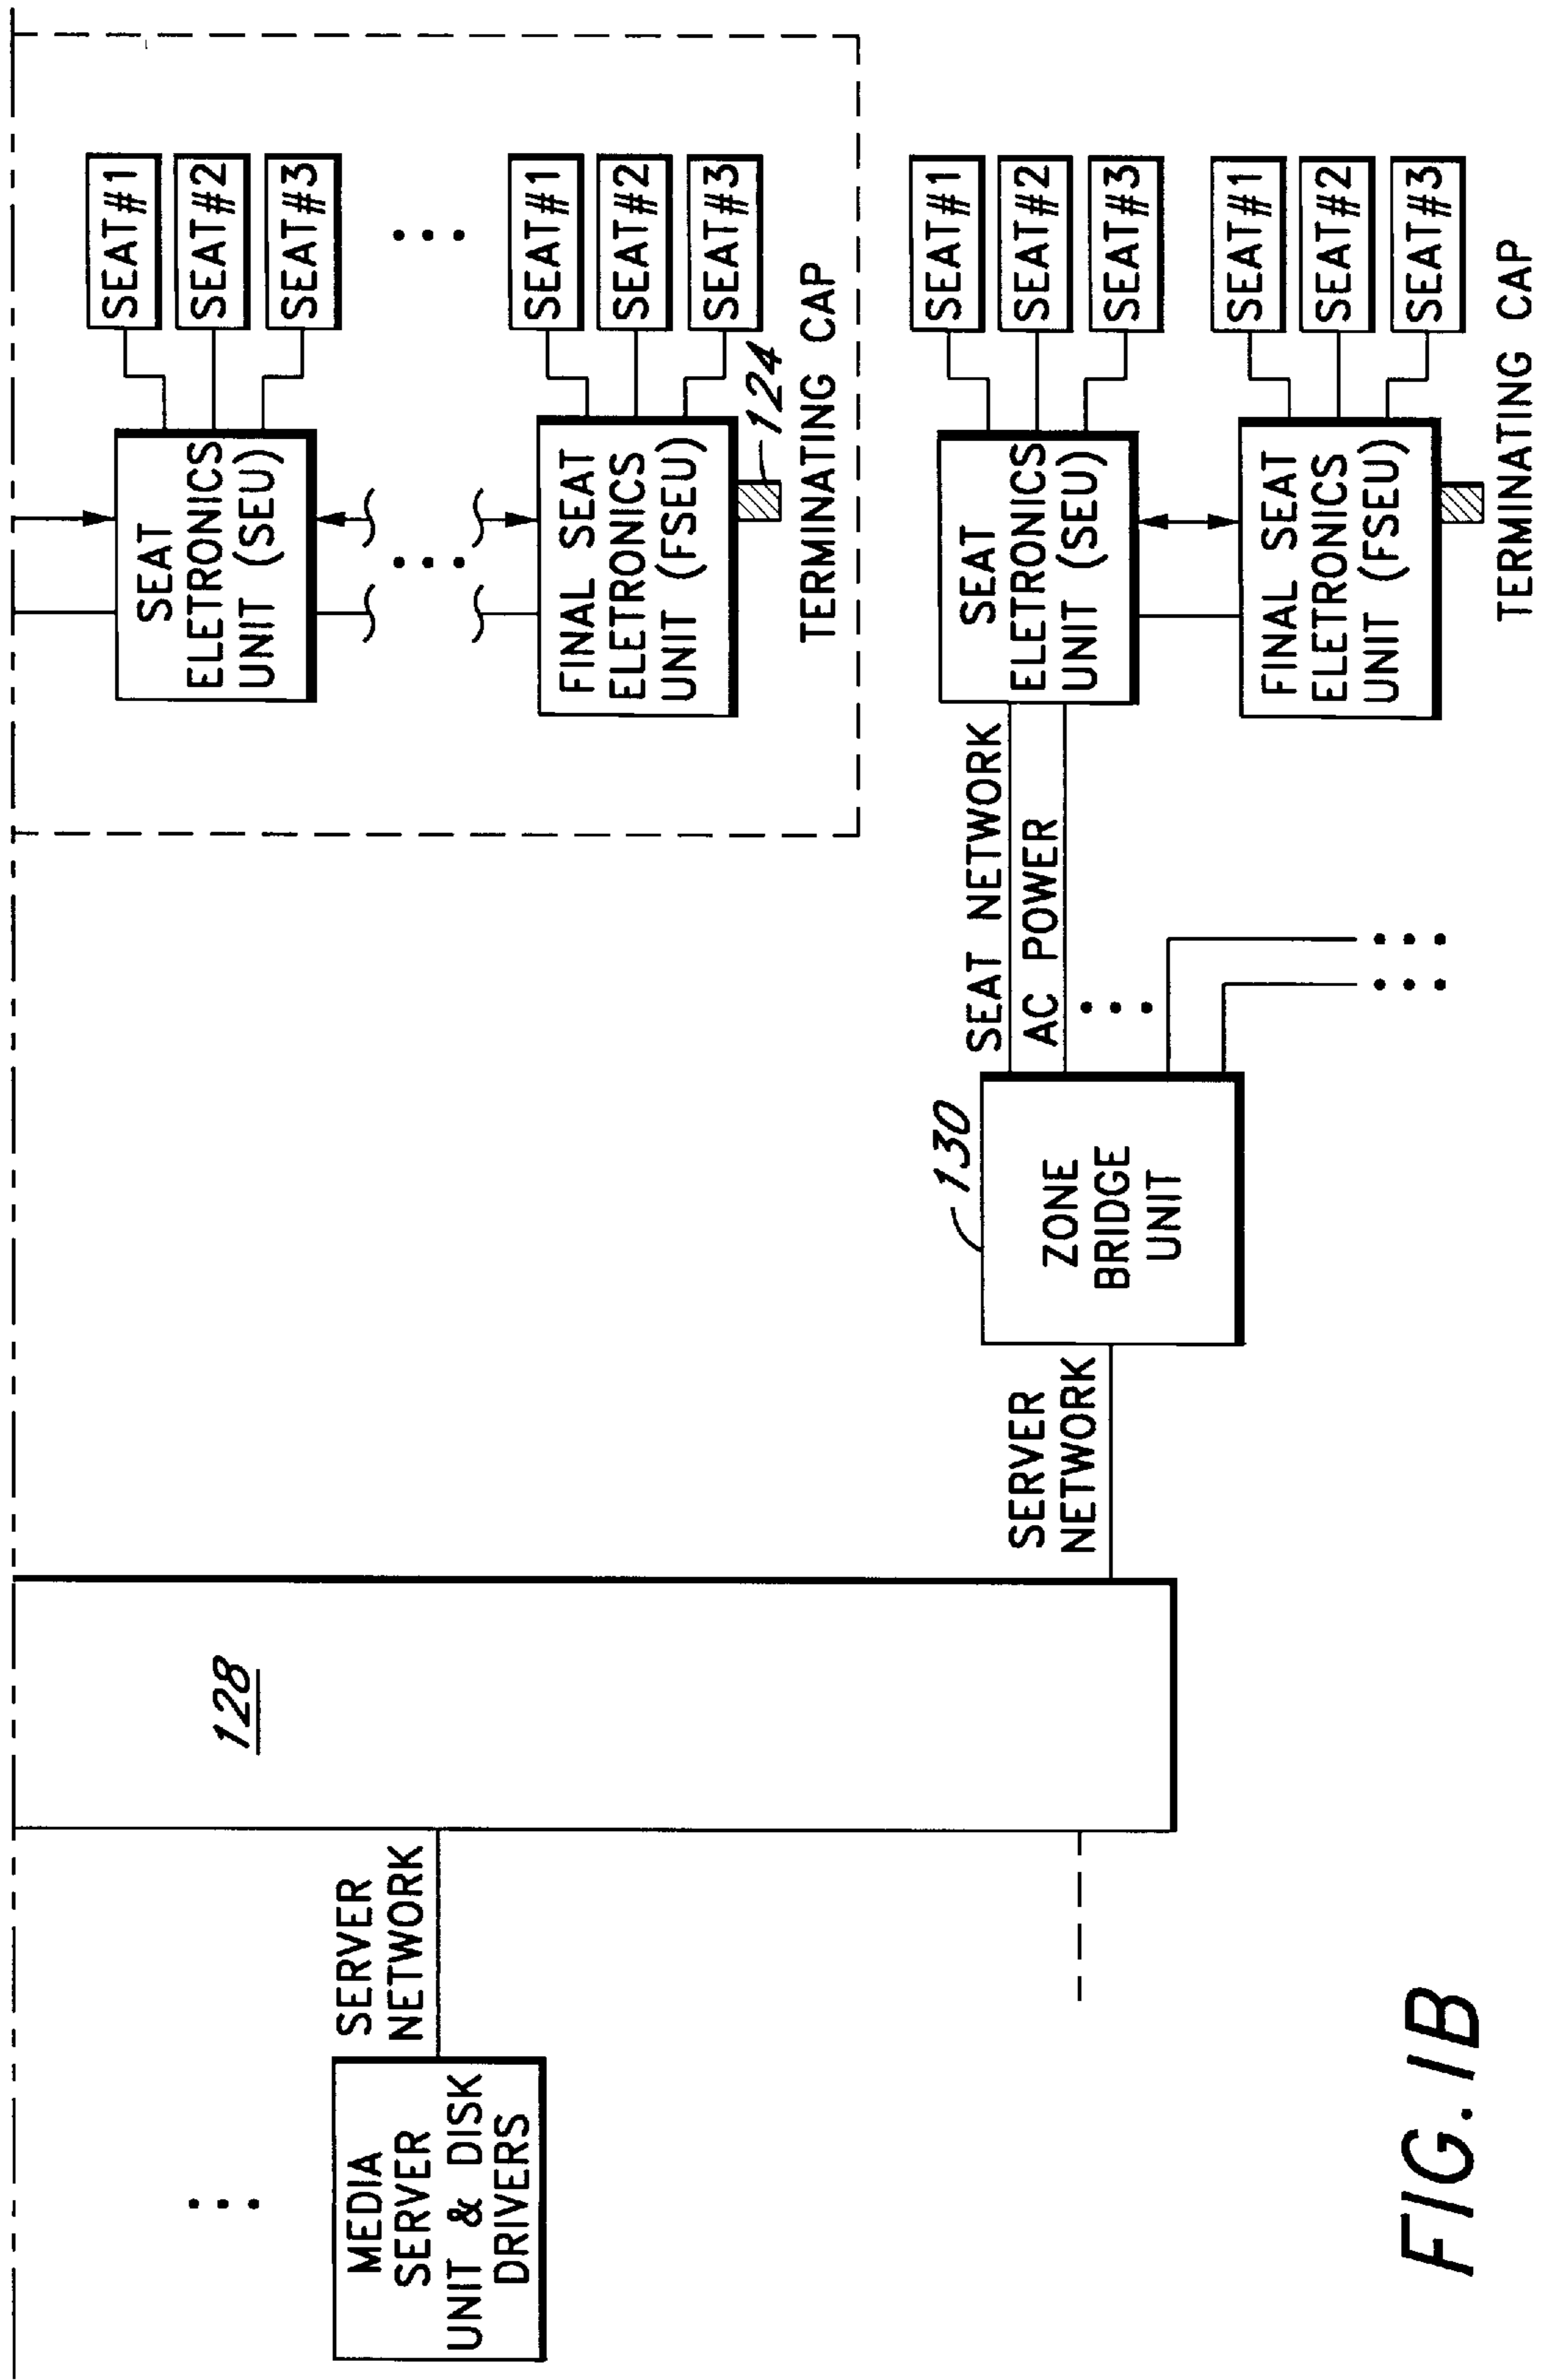 128
SERVER
NETWORK
MEDIA
SERVER
UNIT & DISK
DRIVERS
SERVER
NETWORK
130
ZONE
BRIDGE
UNIT
SEAT NETWORK
AC POWER
SEAT
ELETRONICS
UNIT (SEU)
SEAT#1
SEAT#2
SEAT#3
FINAL SEAT
ELETRONICS
UNIT (FSEU)
SEAT#1
SEAT#2
SEAT#3
124
TERMINATING CAP
SEAT
ELETRONICS
UNIT (SEU)
SEAT#1
SEAT#2
SEAT#3
FINAL SEAT
ELETRONICS
UNIT (FSEU)
SEAT#1
SEAT#2
SEAT#3
TERMINATING CAP
FIG. 1B